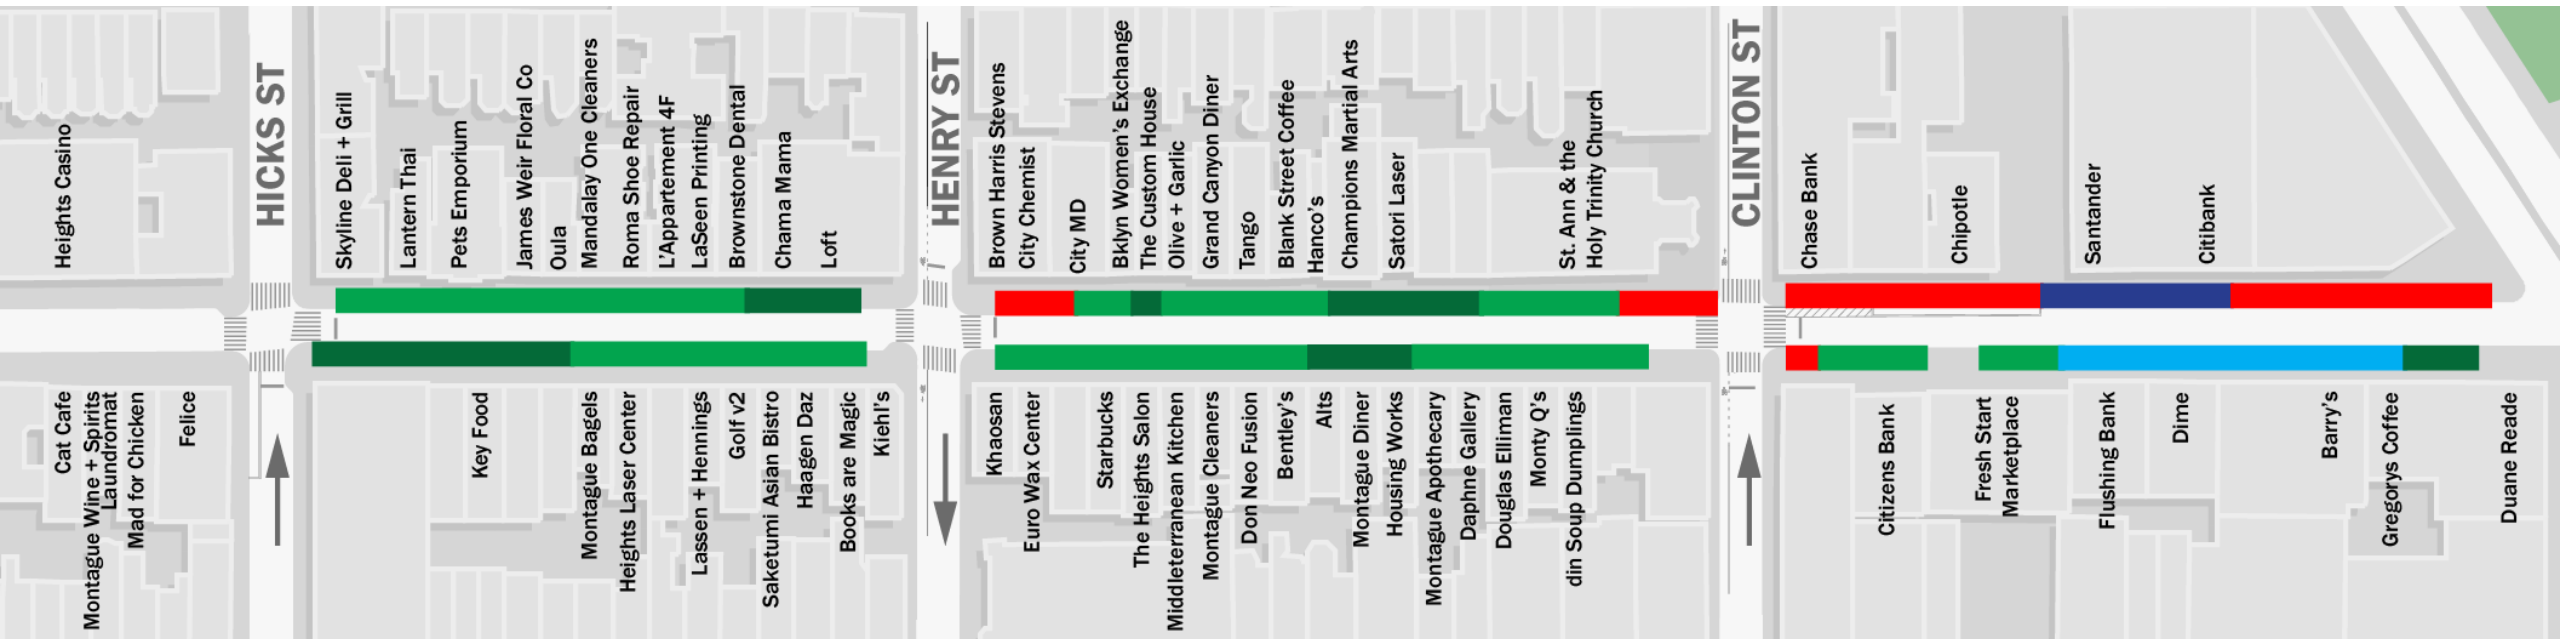 Heights Casino
HICKS ST
Skyline Deli + Grill
Lantern Thai
Pets Emporium
James Weir Floral Co
Oula
Mandalay One Cleaners
Roma Shoe Repair
L'Appartement 4F
LaSeen Printing
Brownstone Dental
Chama Mama
Loft
HENRY ST
Brown Harris Stevens
City Chemist
City MD
Bklyn Women's Exchange
The Custom House
Olive + Garlic
Grand Canyon Diner
Tango
Blank Street Coffee
Hanco's
Champions Martial Arts
Satori Laser
St. Ann & the
Holy Trinity Church
CLINTON ST
Chase Bank
Chipotle
Santander
Citibank
Cat Cafe
Montague Wine + Spirits
Laundromat
Mad for Chicken
Felice
Key Food
Montague Bagels
Heights Laser Center
Lassen + Hennings
Golf v2
Saketumi Asian Bistro
Haagen Daz
Books are Magic
Kiehl's
Khaosan
Euro Wax Center
Starbucks
The Heights Salon
Middleterranean Kitchen
Montague Cleaners
Don Neo Fusion
Bentley's
Alts
Montague Diner
Housing Works
Montague Apothecary
Daphne Gallery
Douglas Elliman
Monty Q's
din Soup Dumplings
Citizens Bank
Fresh Start
Marketplace
Flushing Bank
Dime
Barry's
Gregorys Coffee
Duane Reade